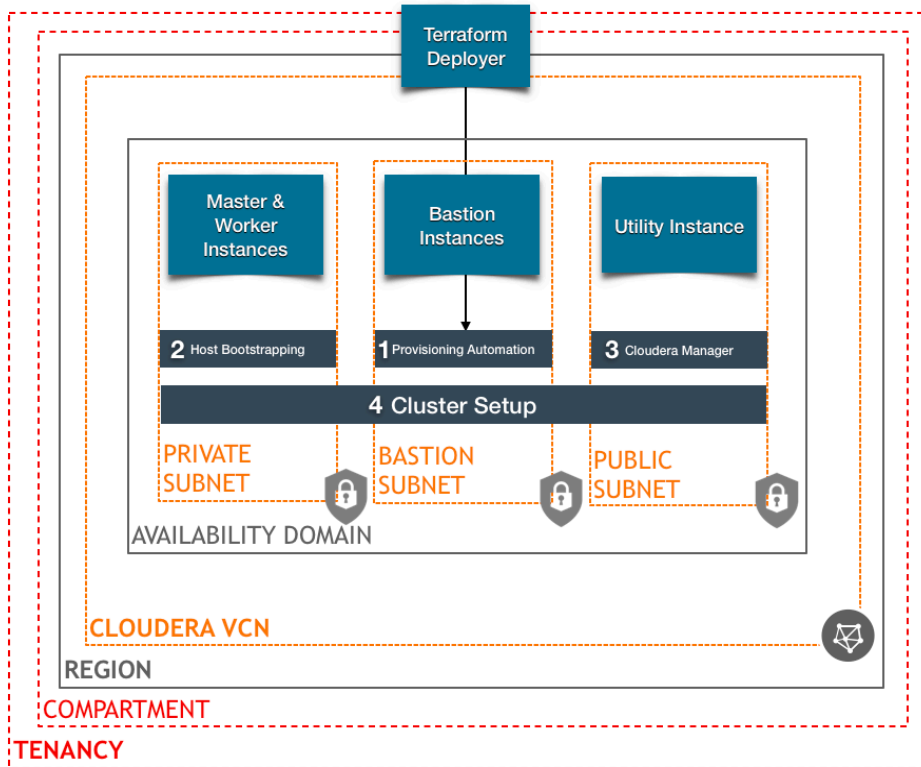 Terraform
Deployer
Master &
Worker
Instances
Bastion
Instances
Utility Instance
2 Host Bootstrapping
1 Provisioning Automation
3 Cloudera Manager
4 Cluster Setup
PRIVATE
SUBNET
BASTION
SUBNET
PUBLIC
SUBNET
AVAILABILITY DOMAIN
CLOUDERA VCN
REGION
COMPARTMENT
TENANCY